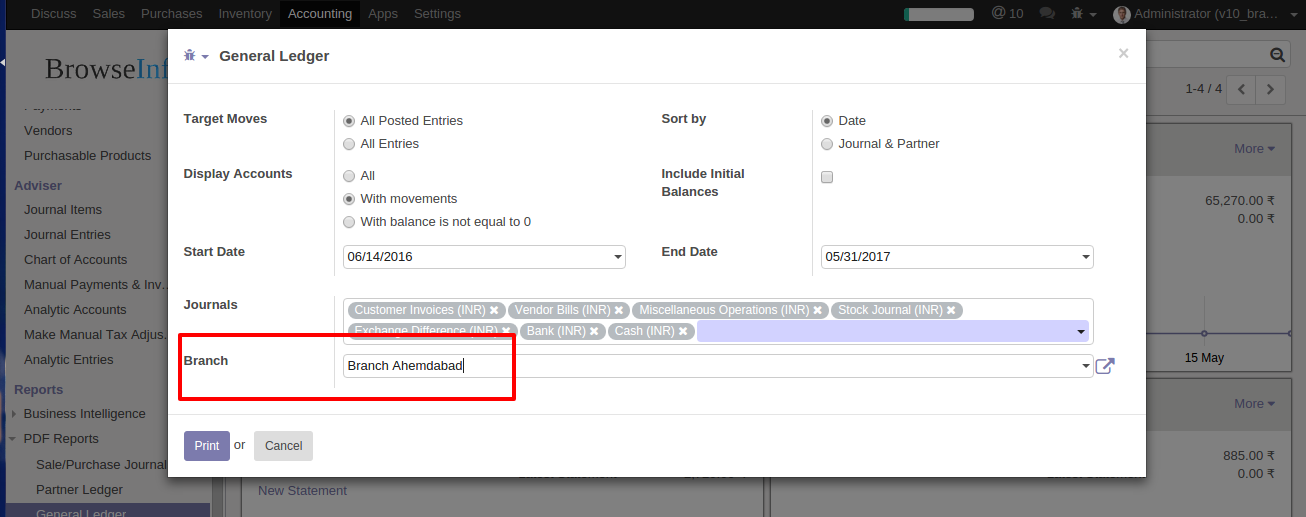 Discuss Sales Purchases Inventory Accounting Apps Settings @ 10 Administrator (v10_bra...
General Ledger ×
BrowseInf
1-4 / 4
Vendors
Purchasable Products
Adviser
Journal Items
Journal Entries
Chart of Accounts
Manual Payments & Inv...
Analytic Accounts
Make Manual Tax Adjus...
Analytic Entries
Reports
Business Intelligence
PDF Reports
Sale/Purchase Journal
Partner Ledger
General Ledger
Target Moves
All Posted Entries
All Entries
Sort by
Date
Journal & Partner
Display Accounts
All
With movements
With balance is not equal to 0
Include Initial
Balances
Start Date 06/14/2016
End Date 05/31/2017
Journals
Customer Invoices (INR) ✖ Vendor Bills (INR) ✖ Miscellaneous Operations (INR) ✖ Stock Journal (INR) ✖
Exchange Difference (INR) ✖ Bank (INR) ✖ Cash (INR) ✖
Branch Branch Ahemdabad
Print or Cancel
More
65,270.00 ₹
0.00 ₹
15 May
More
885.00 ₹
0.00 ₹
New Statement